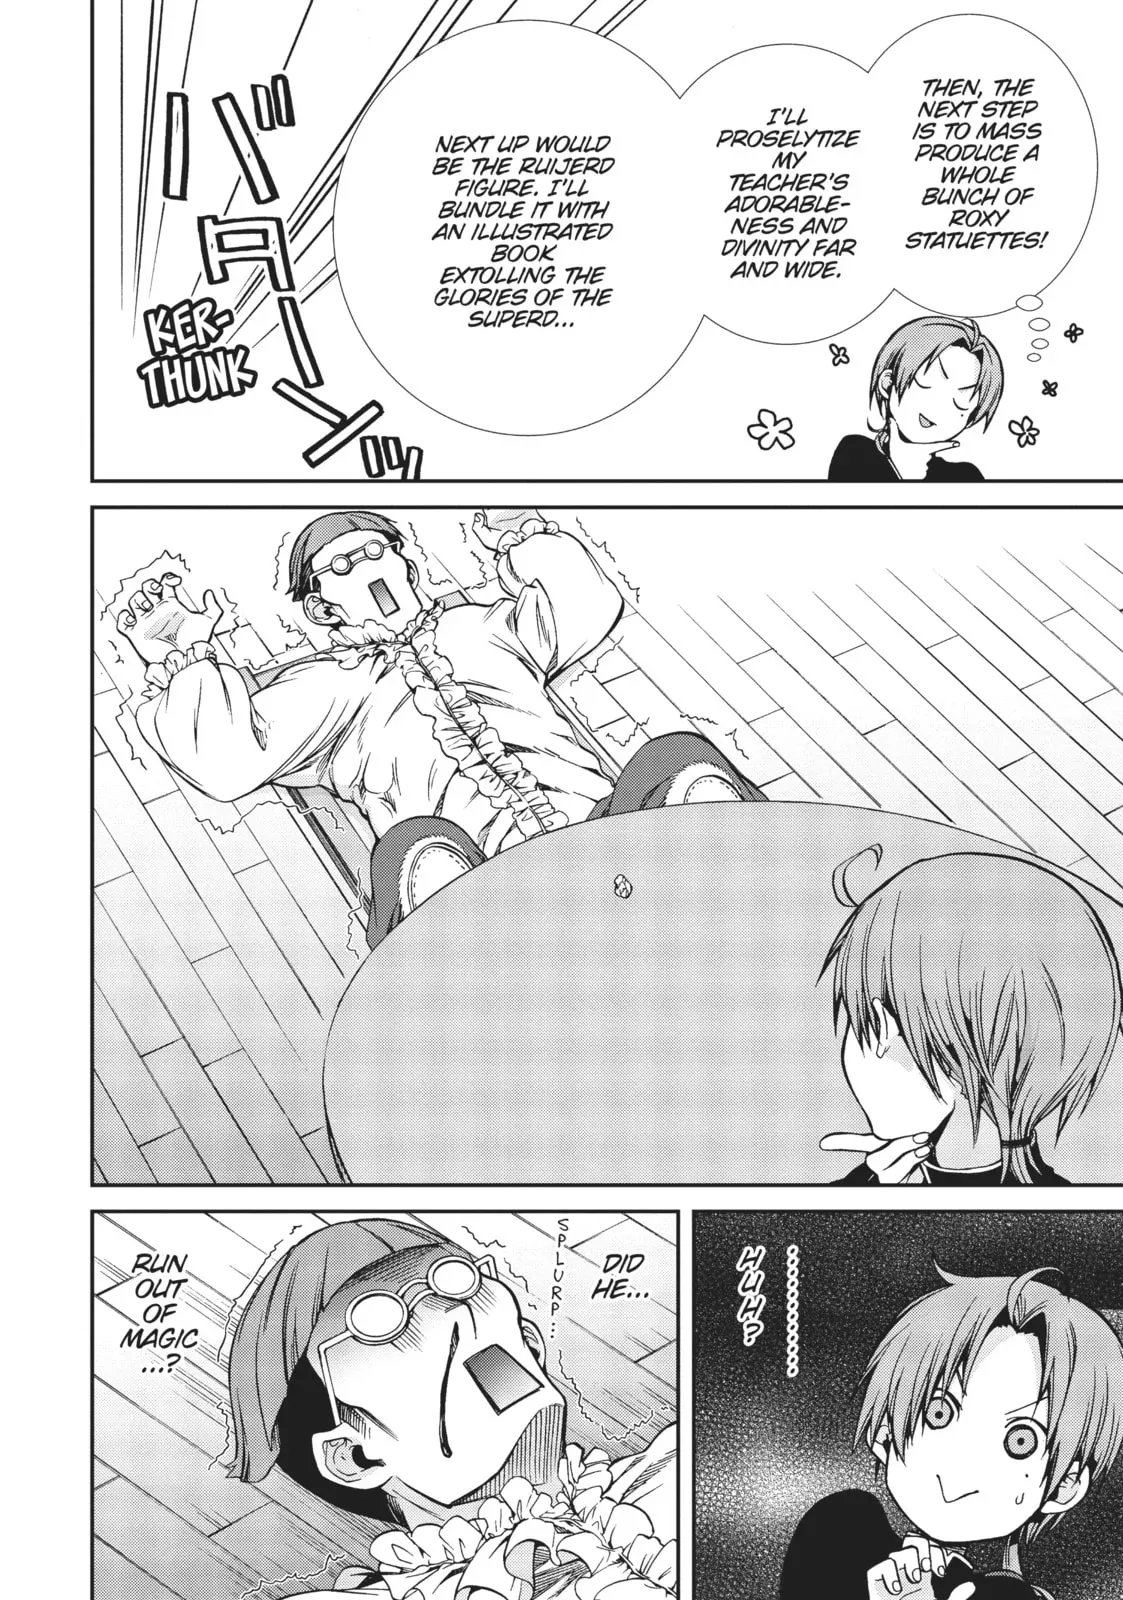 THEN, THE
NEXT STEP
IS TO MASS
PRODUCE A
WHOLE
BUNCH OF
ROXY
STATUETTES!
I'LL
PROSELYTIZE
MY
TEACHER'S
ADORABLE-
NESS AND
DIVINITY FAR
AND WIDE.
NEXT UP WOULD
BE THE RUIJERD
FIGURE. I'LL
BUNDLE IT WITH
AN ILLUSTRATED
BOOK
EXTOLLING THE
GLORIES OF THE
SUPERD...
バターンッ
KER-
THUNK
............
HUH?
DID
HE...
SPLURP...
RUN
OUT
OF
MAGIC
...?